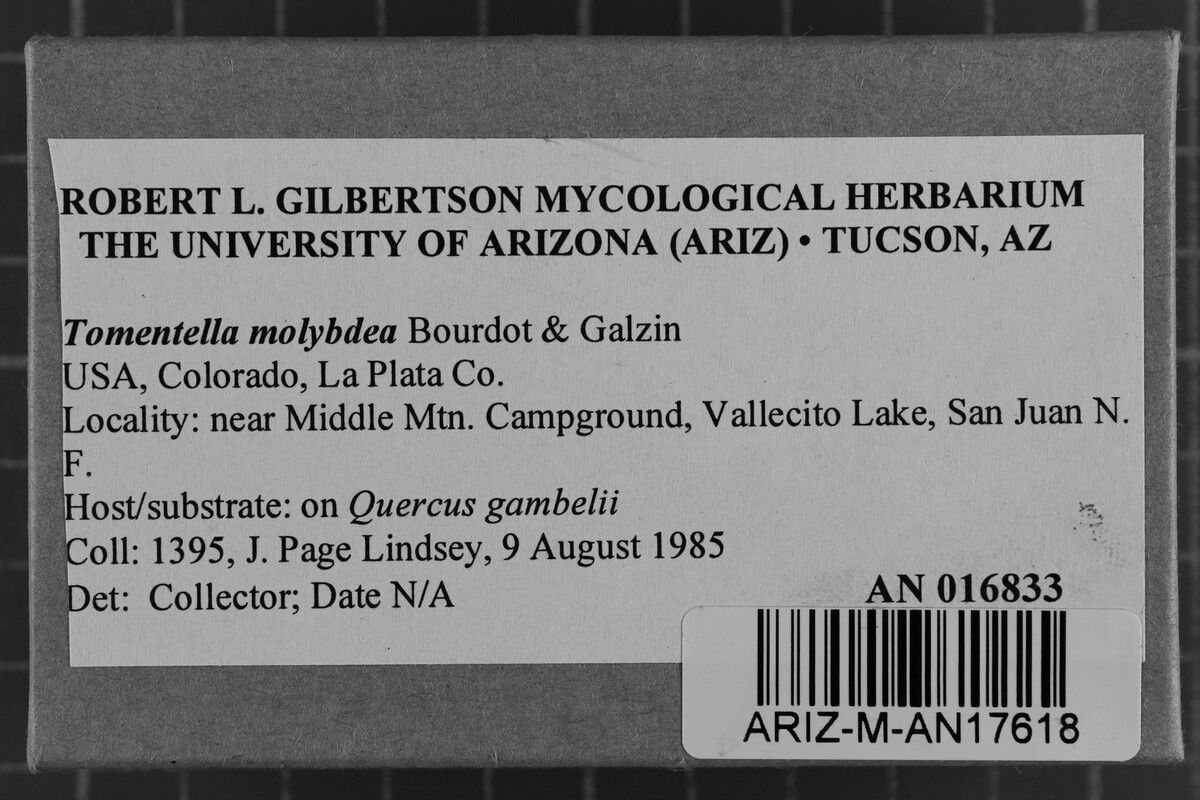 ROBERT L. GILBERTSON MYCOLOGICAL HERBARIUM
THE UNIVERSITY OF ARIZONA (ARIZ) • TUCSON, AZ
Tomentella molybdea Bourdot & Galzin
USA, Colorado, La Plata Co.
Locality: near Middle Mtn. Campground, Vallecito Lake, San Juan N.
F.
Host/substrate: on Quercus gambelii
Coll: 1395, J. Page Lindsey, 9 August 1985
Det: Collector; Date N/A
AN 016833
ARIZ-M-AN17618